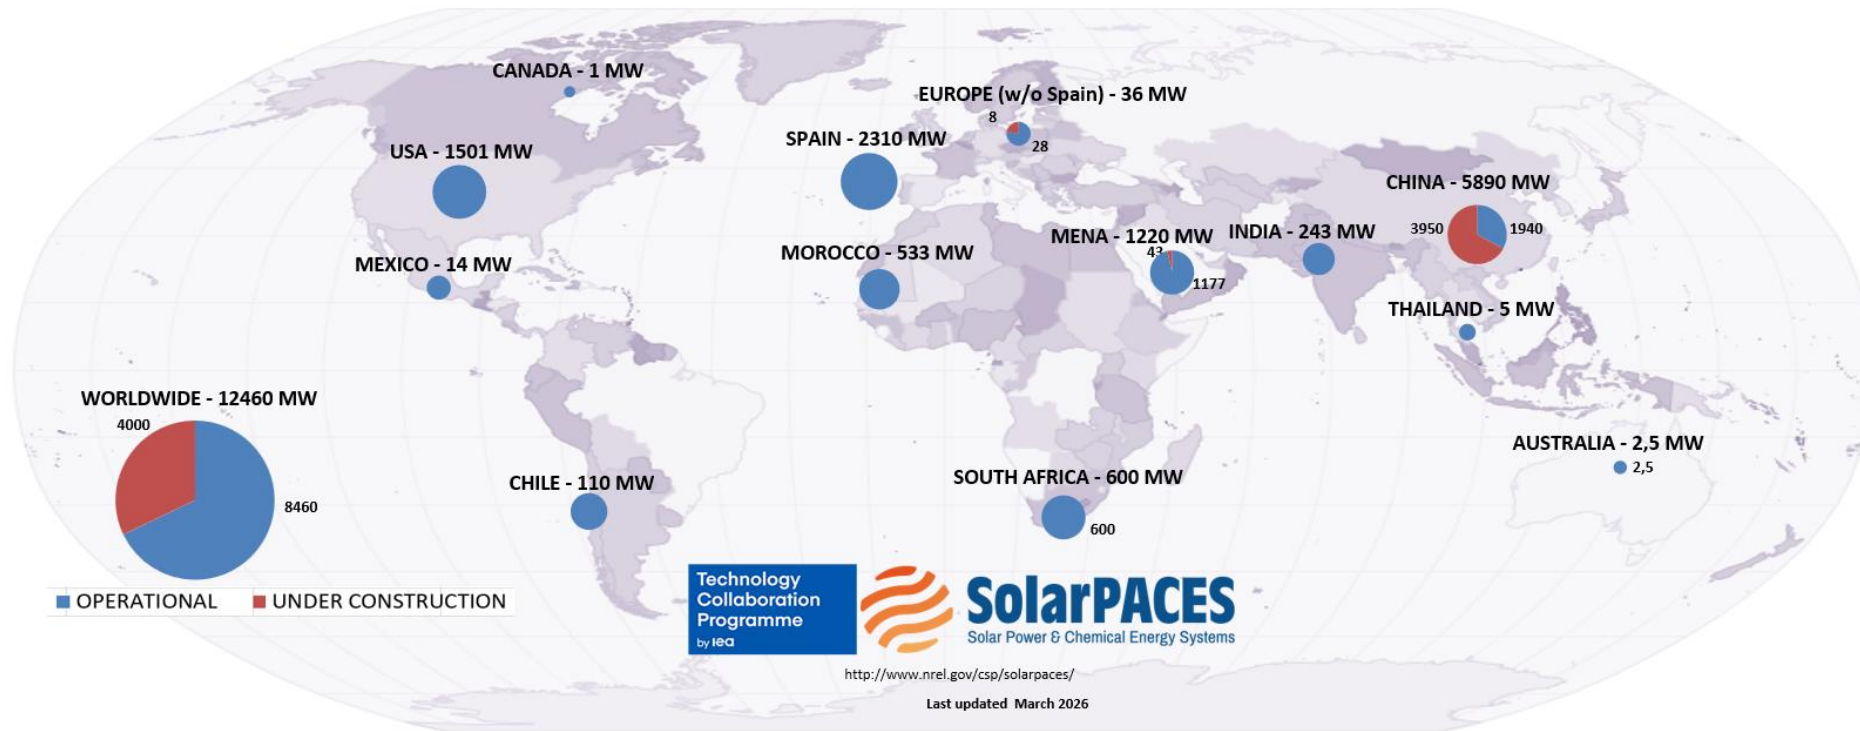 CANADA - 1 MW
EUROPE (w/o Spain) - 36 MW
8
28
SPAIN - 2310 MW
USA - 1501 MW
CHINA - 5890 MW
3950
1940
MENA - 1220 MW
43
1177
INDIA - 243 MW
MOROCCO - 533 MW
MEXICO - 14 MW
THAILAND - 5 MW
WORLDWIDE - 12460 MW
4000
8460
AUSTRALIA - 2,5 MW
2,5
CHILE - 110 MW
SOUTH AFRICA - 600 MW
600
OPERATIONAL
UNDER CONSTRUCTION
Technology
Collaboration
Programme
by iea
SolarPACES
Solar Power & Chemical Energy Systems
http://www.nrel.gov/csp/solarpaces/
Last updated March 2026